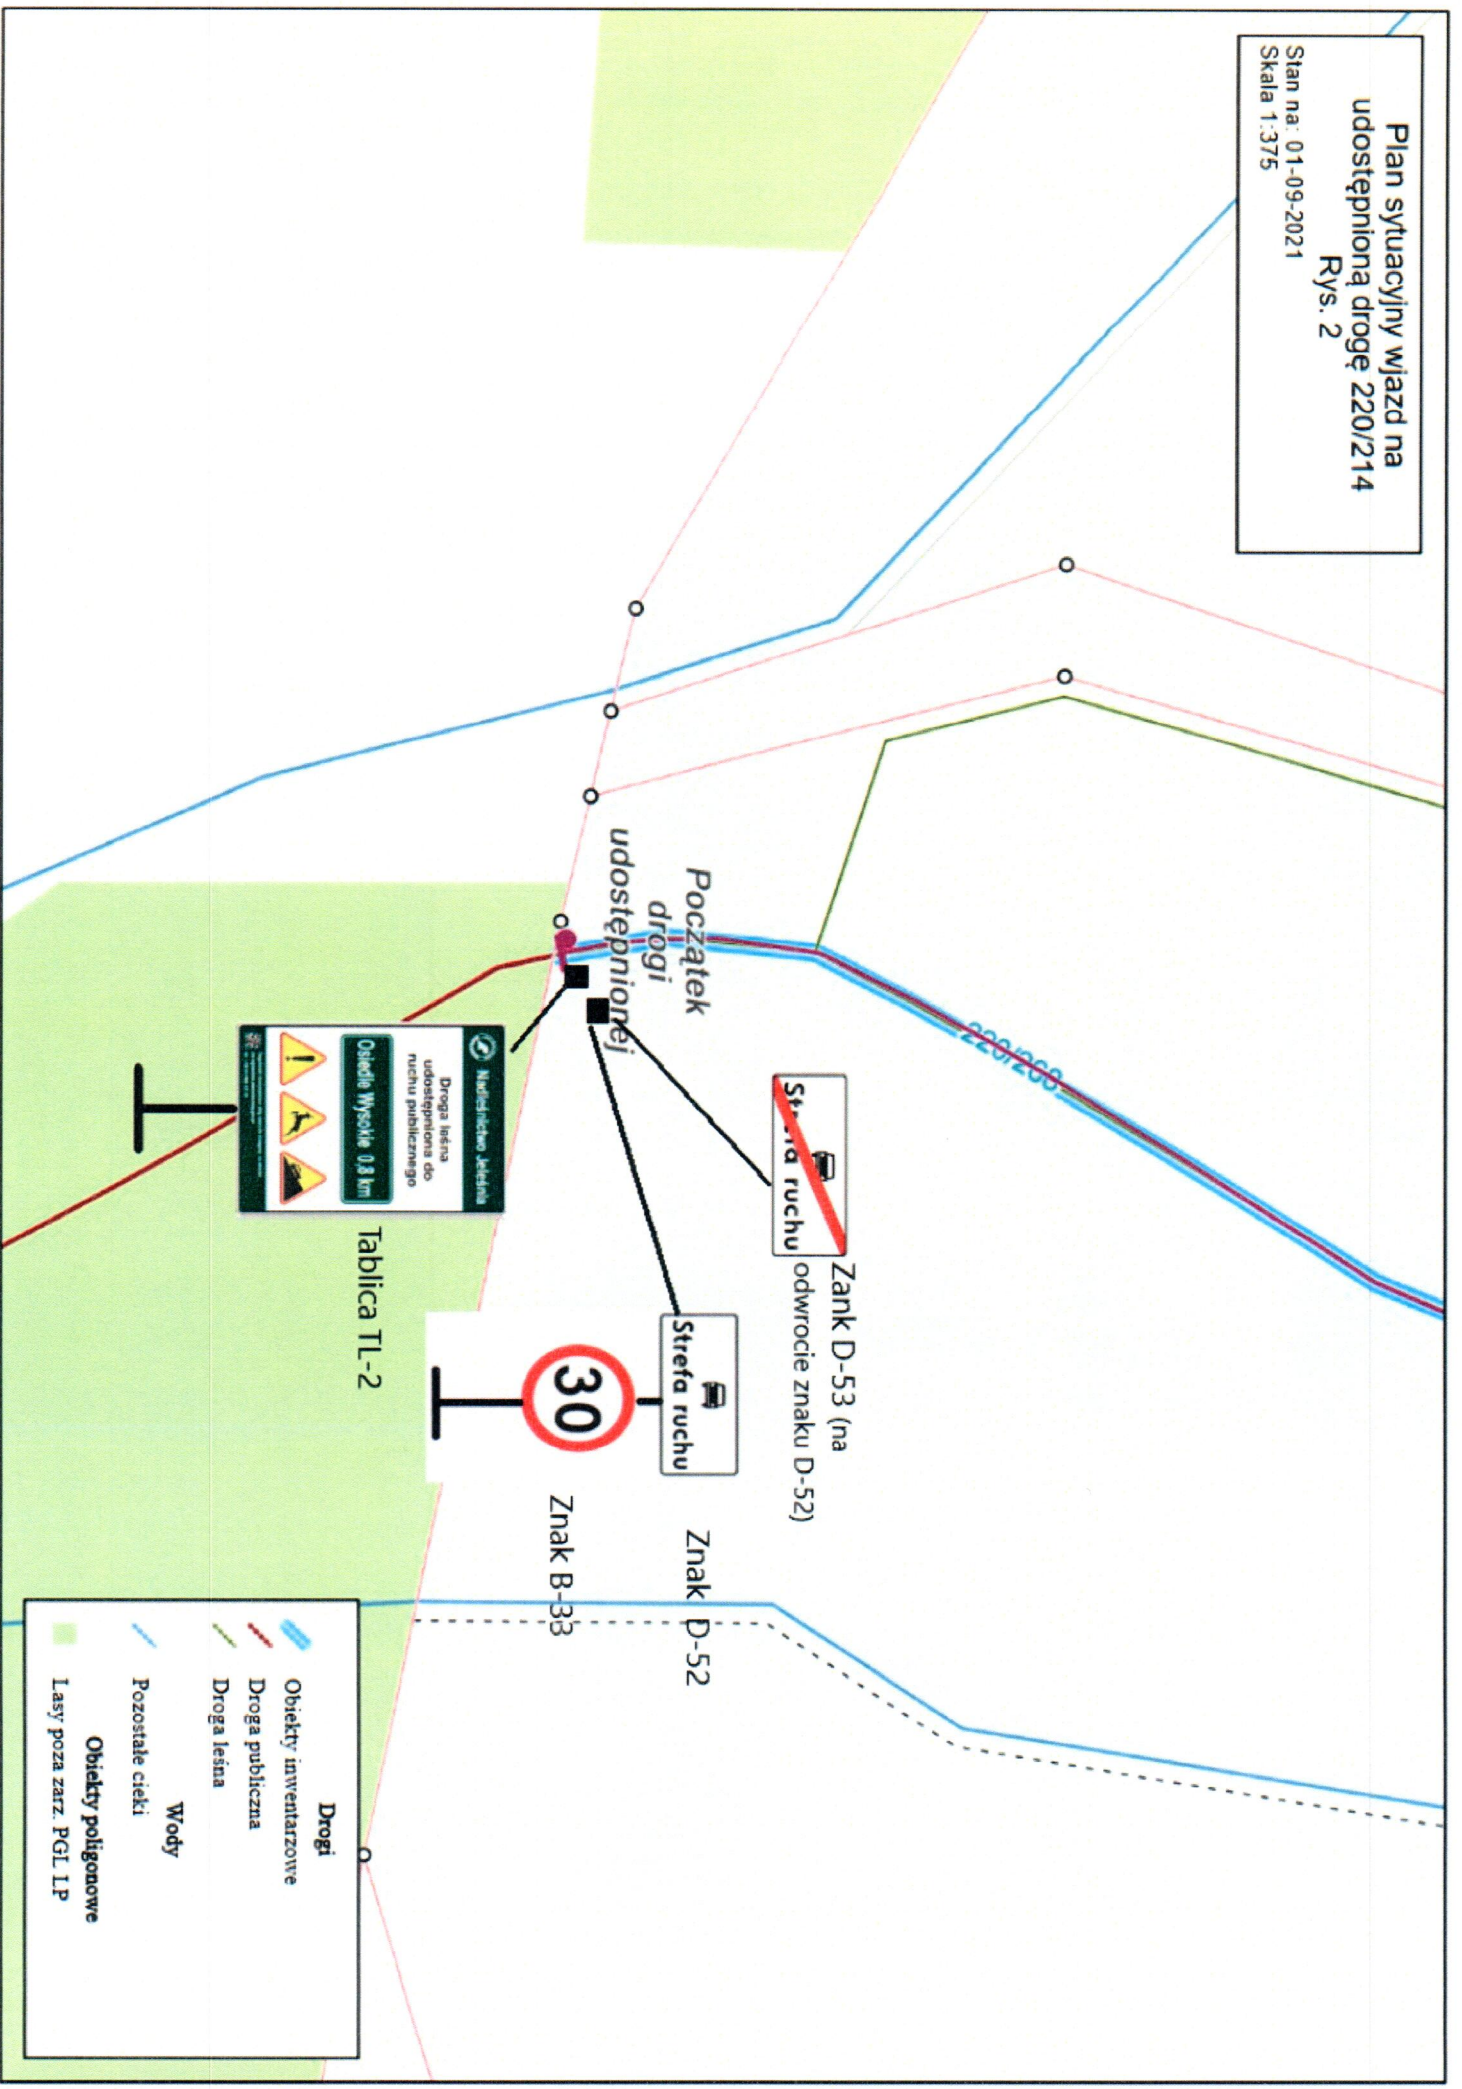 Plan sytuacyjny wjazd na
udostępnioną drogę 220/214
Rys. 2
Stan na: 01-09-2021
Skala 1:375
Początek
drogi
udostępnionej
220/268
Strefa ruchu
Zank D-53 (na
odwrocie znaku D-52)
Strefa ruchu
Znak D-52
30
Znak B-33
Nadleśnictwo Jeleśnia
Droga leśna
udostępniona do
ruchu publicznego
Osiedle Wysokie 0,8 km
Tablica TL-2
Drogi
Obiekty inwentarzowe
Droga publiczna
Droga leśna
Wody
Pozostałe cieki
Obiekty poligonowe
Lasy poza zarz. PGL LP